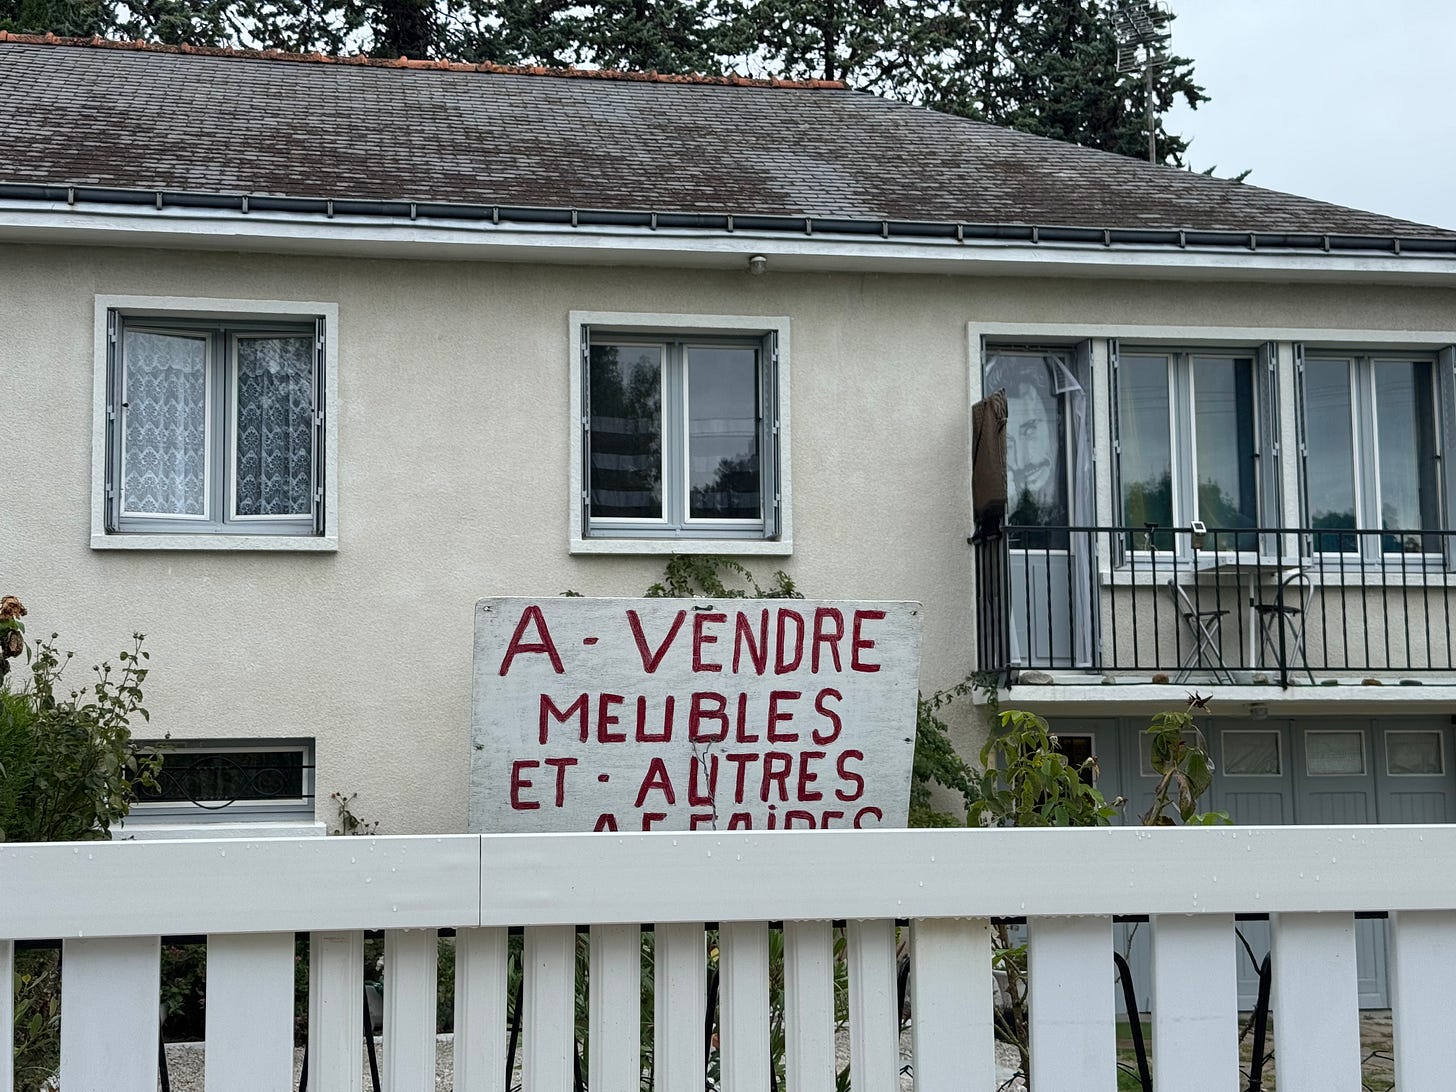 A - VENDRE
MEUBLES
ET - AUTRES
AFFAiRES